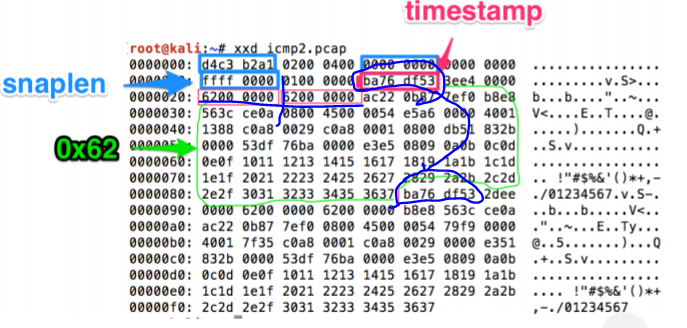 timestamp
root@kali:~# xxd icmp2.pcap
0000000: d4c3 b2a1 0200 0400 0000 0000 0000 0000 ................
snaplen
ffff 0000 0100 0000 ba76 df53 3ee4 0000 .........v.S>...
0000020: 6200 0000 6200 0000 ac22 0b87 7ef0 b8e8 b...b...."..~...
0000030: 563c ce0a 0800 4500 0054 e5a6 0000 4001 V<....E..T....@.
0000040: 1388 c0a8 0029 c0a8 0001 0800 db51 832b .....).......Q.+
0x62
0000 53df 76ba 0000 e3e5 0809 0a0b 0c0d ..S.v...........
0000060: 0e0f 1011 1213 1415 1617 1819 1a1b 1c1d ................
0000070: 1e1f 2021 2223 2425 2627 2829 2a2b 2c2d .. !"#$%&'()*+,-
0000080: 2e2f 3031 3233 3435 3637 ba76 df53 2dee ./01234567.v.S-.
0000090: 0000 6200 0000 6200 0000 b8e8 563c ce0a ..b...b.....V<..
00000a0: ac22 0b87 7ef0 0800 4500 0054 79f9 0000 ."..~...E..Ty...
00000b0: 4001 7f35 c0a8 0001 c0a8 0029 0000 e351 @..5.......)...Q
00000c0: 832b 0000 53df 76ba 0000 e3e5 0809 0a0b .+..S.v.........
00000d0: 0c0d 0e0f 1011 1213 1415 1617 1819 1a1b ................
00000e0: 1c1d 1e1f 2021 2223 2425 2627 2829 2a2b .... !"#$%&'()*+
00000f0: 2c2d 2e2f 3031 3233 3435 3637 ,-./01234567